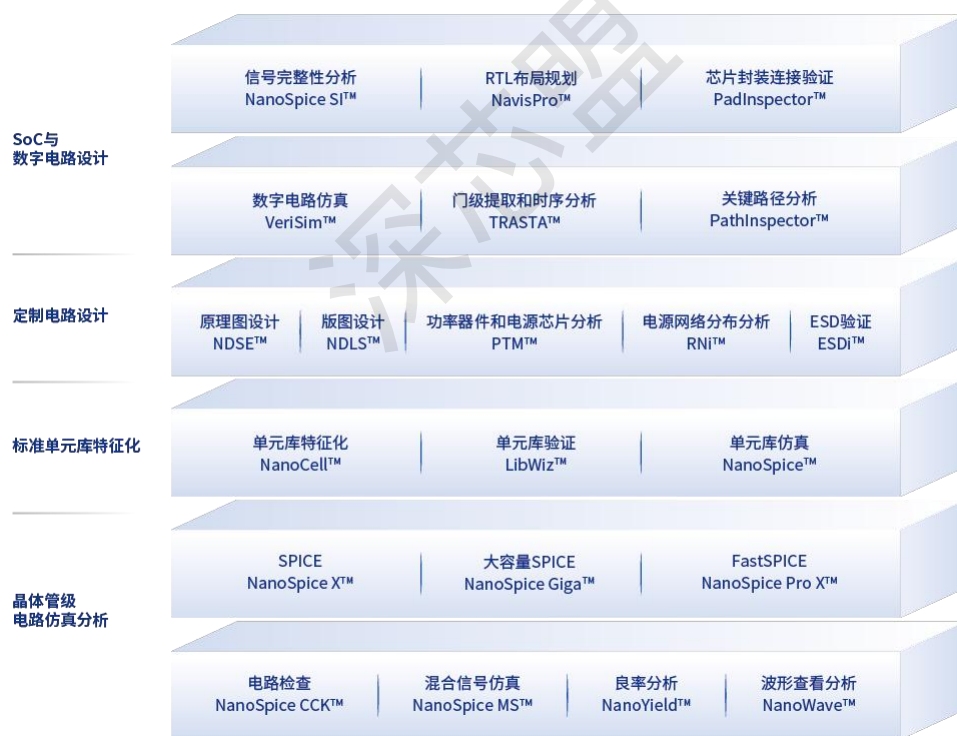 SoC与
数字电路设计
信号完整性分析
NanoSpice SI™
RTL布局规划
NavisPro™
芯片封装连接验证
PadInspector™
数字电路仿真
VeriSim™
门级提取和时序分析
TRASTA™
关键路径分析
PathInspector™
定制电路设计
原理图设计
NDSE™
版图设计
NDLS™
功率器件和电源芯片分析
PTM™
电源网络分布分析
RNi™
ESD验证
ESDi™
标准单元库特征化
单元库特征化
NanoCell™
单元库验证
LibWiz™
单元库仿真
NanoSpice™
晶体管级
电路仿真分析
SPICE
NanoSpice X™
大容量SPICE
NanoSpice Giga™
FastSPICE
NanoSpice Pro X™
电路检查
NanoSpice CCK™
混合信号仿真
NanoSpice MS™
良率分析
NanoYield™
波形查看分析
NanoWave™
深芯盟